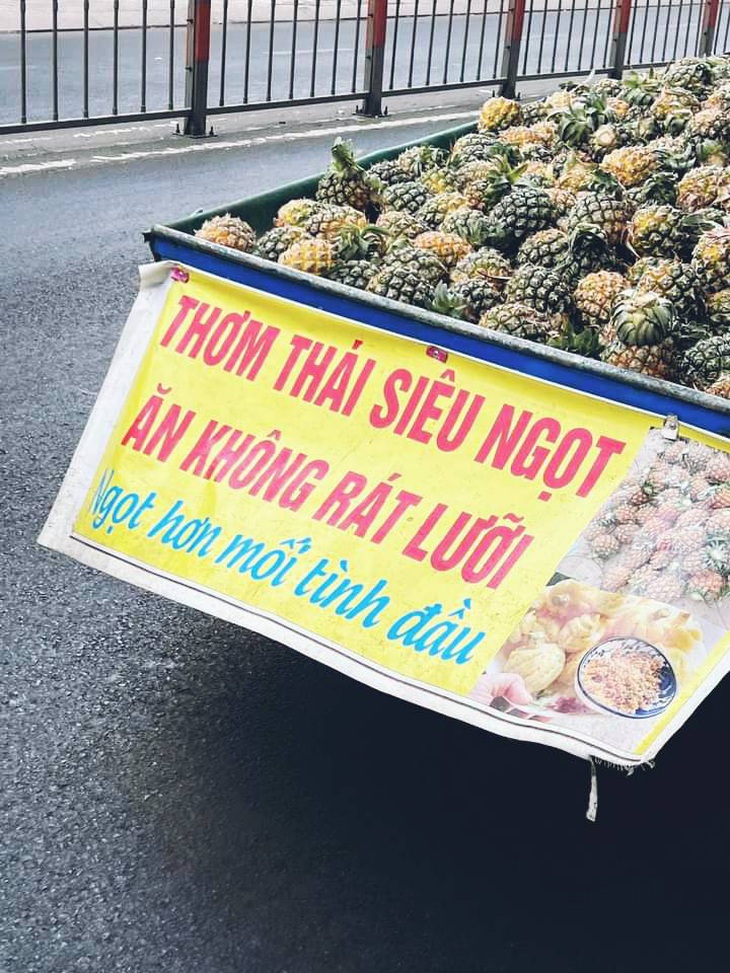 THƠM THÁI SIÊU NGỌT
ĂN KHÔNG RÁT LƯỠI
Ngọt hơn mối tình đầu